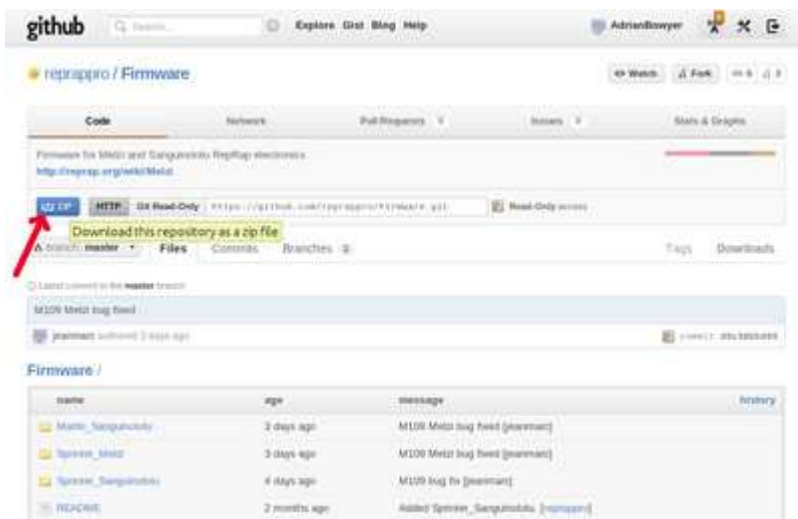 github Search... Explore Gist Blog Help AdrianBowyer
reprappro / Firmware Watch Fork
Code Network Pull Requests Issues Stats & Graphs
Firmware for Melzi and Sanguinololu RepRap electronics
http://reprap.org/wiki/Melzi
ZIP HTTP Git Read-Only https://github.com/reprappro/Firmware.git Read-Only access
Download this repository as a zip file
branch: master Files Commits Branches Tags Downloads
Latest commit to the master branch
M109 Melzi bug fixed
jeanmarc authored 3 days ago commit
Firmware /
name age message history
Marlin_Sanguinololu 3 days ago M109 Melzi bug fixed [jeanmarc]
Sprinter_Melzi 3 days ago M109 Melzi bug fixed [jeanmarc]
Sprinter_Sanguinololu 4 days ago M109 bug fix [jeanmarc]
README 2 months ago Added Sprinter_Sanguinololu. [reprappro]